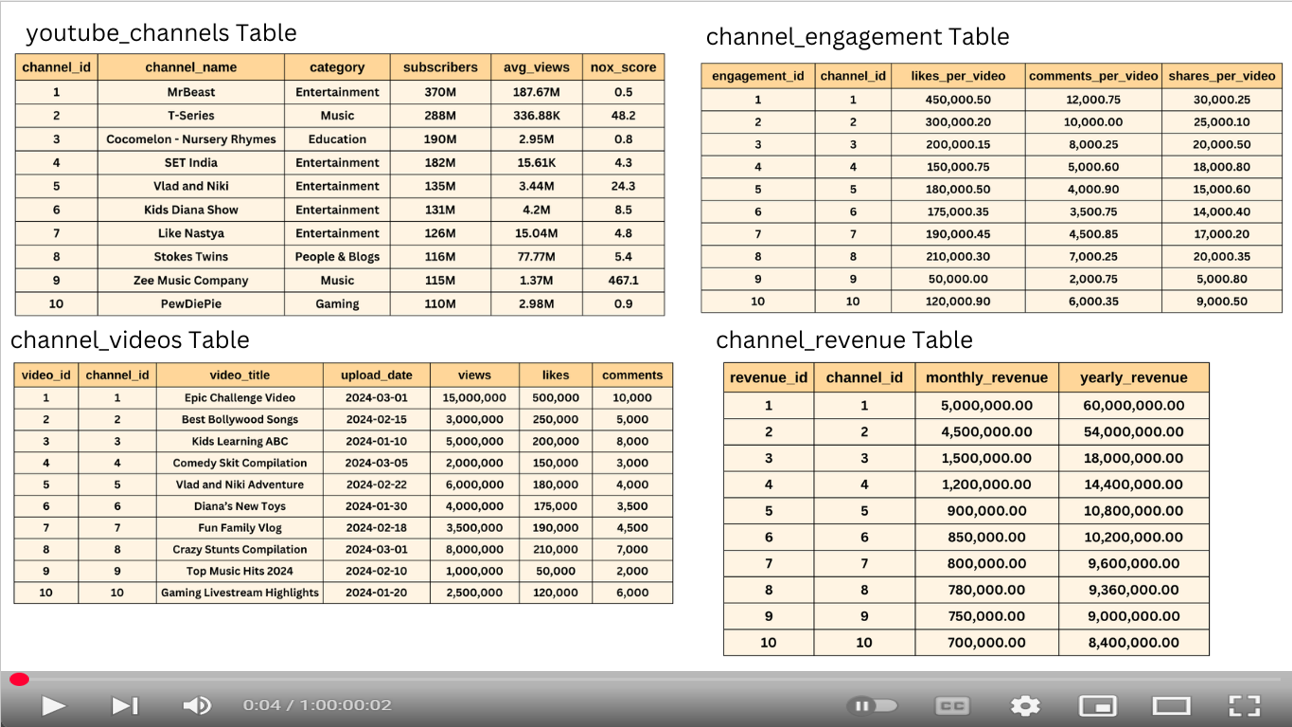 youtube_channels Table
channel_id channel_name category subscribers avg_views nox_score
1 MrBeast Entertainment 370M 187.67M 0.5
2 T-Series Music 288M 336.88K 48.2
3 Cocomelon - Nursery Rhymes Education 190M 2.95M 0.8
4 SET India Entertainment 182M 15.61K 4.3
5 Vlad and Niki Entertainment 135M 3.44M 24.3
6 Kids Diana Show Entertainment 131M 4.2M 8.5
7 Like Nastya Entertainment 126M 15.04M 4.8
8 Stokes Twins People & Blogs 116M 77.77M 5.4
9 Zee Music Company Music 115M 1.37M 467.1
10 PewDiePie Gaming 110M 2.98M 0.9
channel_engagement Table
engagement_id channel_id likes_per_video comments_per_video shares_per_video
1 1 450,000.50 12,000.75 30,000.25
2 2 300,000.20 10,000.00 25,000.10
3 3 200,000.15 8,000.25 20,000.50
4 4 150,000.75 5,000.60 18,000.80
5 5 180,000.50 4,000.90 15,000.60
6 6 175,000.35 3,500.75 14,000.40
7 7 190,000.45 4,500.85 17,000.20
8 8 210,000.30 7,000.25 20,000.35
9 9 50,000.00 2,000.75 5,000.80
10 10 120,000.90 6,000.35 9,000.50
channel_videos Table
video_id channel_id video_title upload_date views likes comments
1 1 Epic Challenge Video 2024-03-01 15,000,000 500,000 10,000
2 2 Best Bollywood Songs 2024-02-15 3,000,000 250,000 5,000
3 3 Kids Learning ABC 2024-01-10 5,000,000 200,000 8,000
4 4 Comedy Skit Compilation 2024-03-05 2,000,000 150,000 3,000
5 5 Vlad and Niki Adventure 2024-02-22 6,000,000 180,000 4,000
6 6 Diana's New Toys 2024-01-30 4,000,000 175,000 3,500
7 7 Fun Family Vlog 2024-02-18 3,500,000 190,000 4,500
8 8 Crazy Stunts Compilation 2024-03-01 8,000,000 210,000 7,000
9 9 Top Music Hits 2024 2024-02-10 1,000,000 50,000 2,000
10 10 Gaming Livestream Highlights 2024-01-20 2,500,000 120,000 6,000
channel_revenue Table
revenue_id channel_id monthly_revenue yearly_revenue
1 1 5,000,000.00 60,000,000.00
2 2 4,500,000.00 54,000,000.00
3 3 1,500,000.00 18,000,000.00
4 4 1,200,000.00 14,400,000.00
5 5 900,000.00 10,800,000.00
6 6 850,000.00 10,200,000.00
7 7 800,000.00 9,600,000.00
8 8 780,000.00 9,360,000.00
9 9 750,000.00 9,000,000.00
10 10 700,000.00 8,400,000.00
0:04 / 1:00:00:02
CC